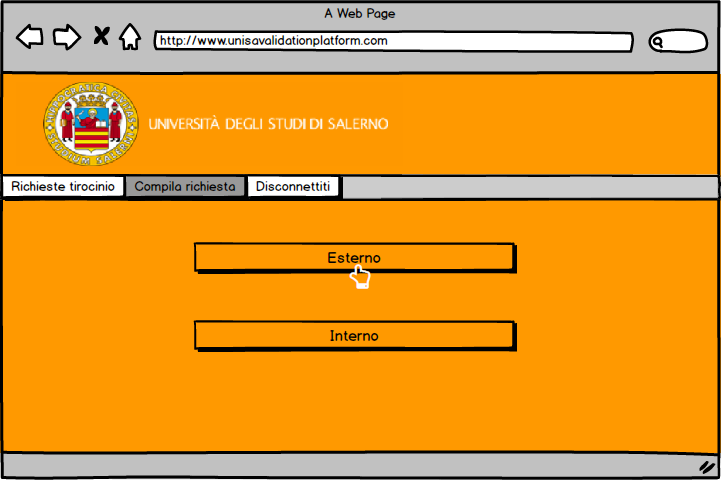 A Web Page
http://www.unisavalidationplatform.com
UNIVERSITÀ DEGLI STUDI DI SALERNO
Richieste tirocinio
Compila richiesta
Disconnettiti
Esterno
Interno